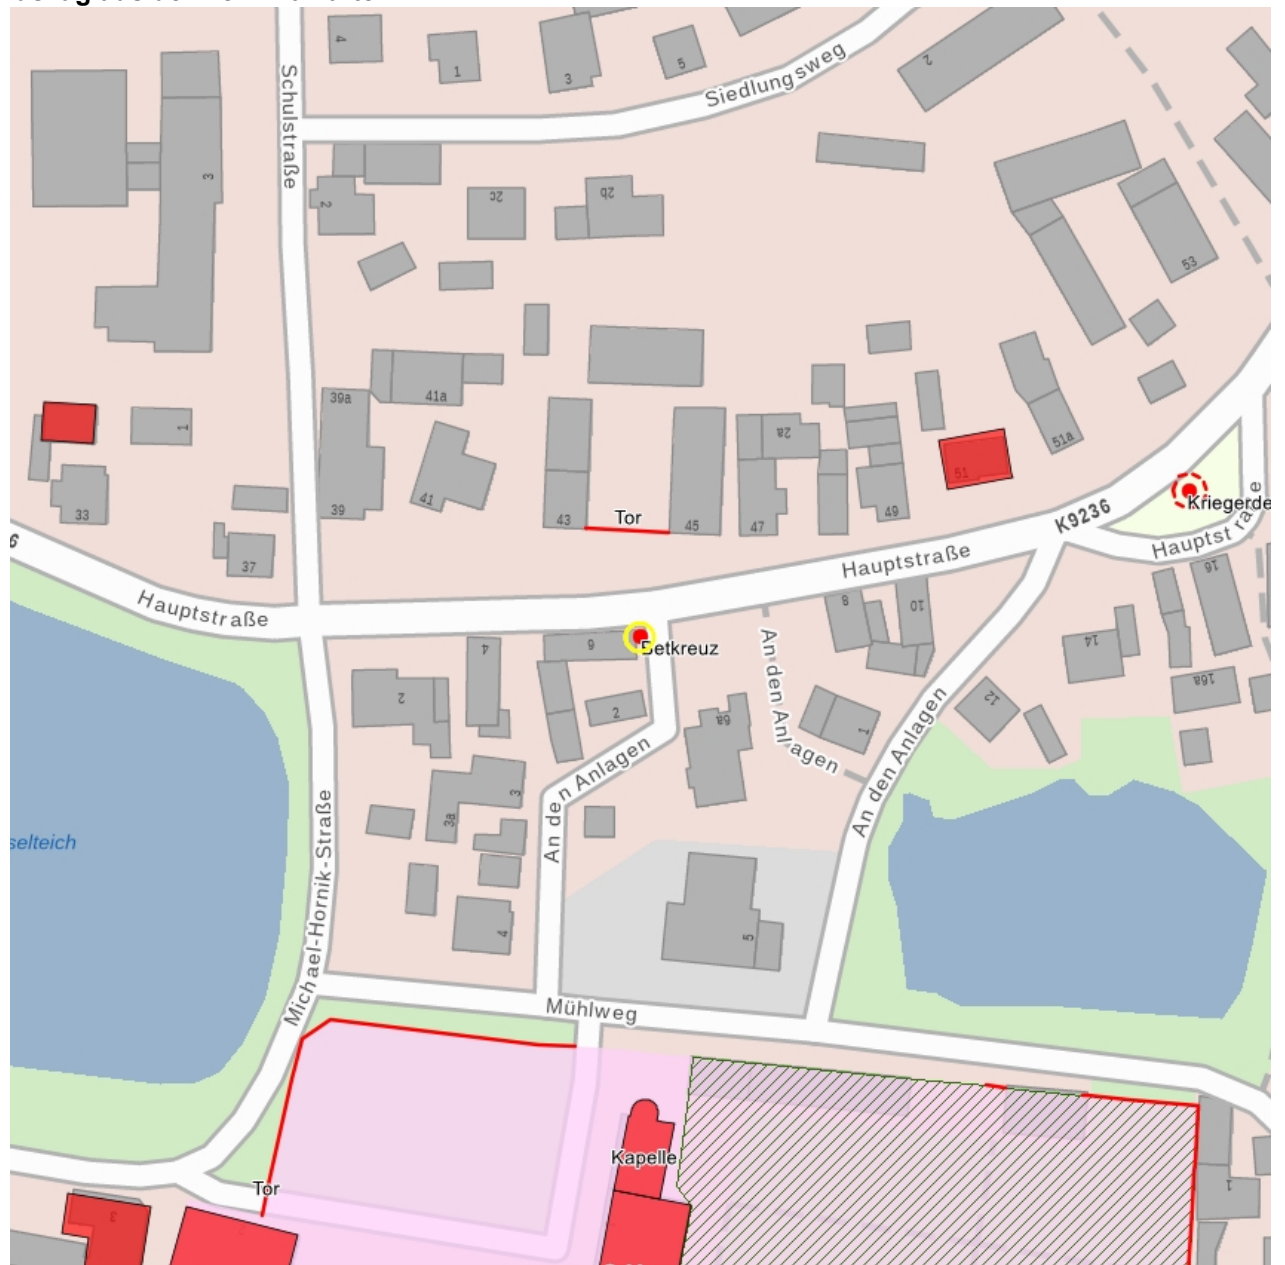 4
1
3
5
Siedlungsweg
2
Schulstraße
3
2
2c
2b
53
39a
41a
1
2a
51a
33
39
41
43
Tor
45
47
49
51
Kriegerde
K9236
6
37
Hauptstraße
Hauptstraße
Hauptstraße
8
10
16
4
6
Betkreuz
14
2
2
6a
An den Anlagen
1
12
16a
An den Anlagen
An den Anlagen
3
3a
selteich
Michael-Hornik-Straße
4
5
Mühlweg
Kapelle
Tor
3
1